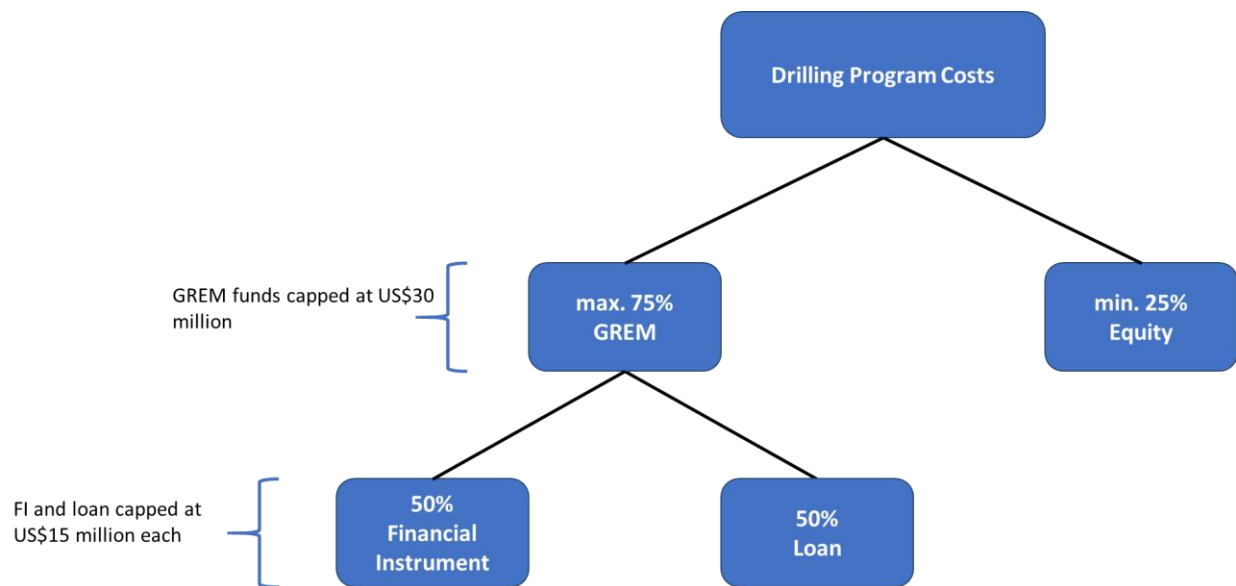 Drilling Program Costs
GREM funds capped at US$30
million
max. 75%
GREM
min. 25%
Equity
FI and loan capped at
US$15 million each
50%
Financial
Instrument
50%
Loan